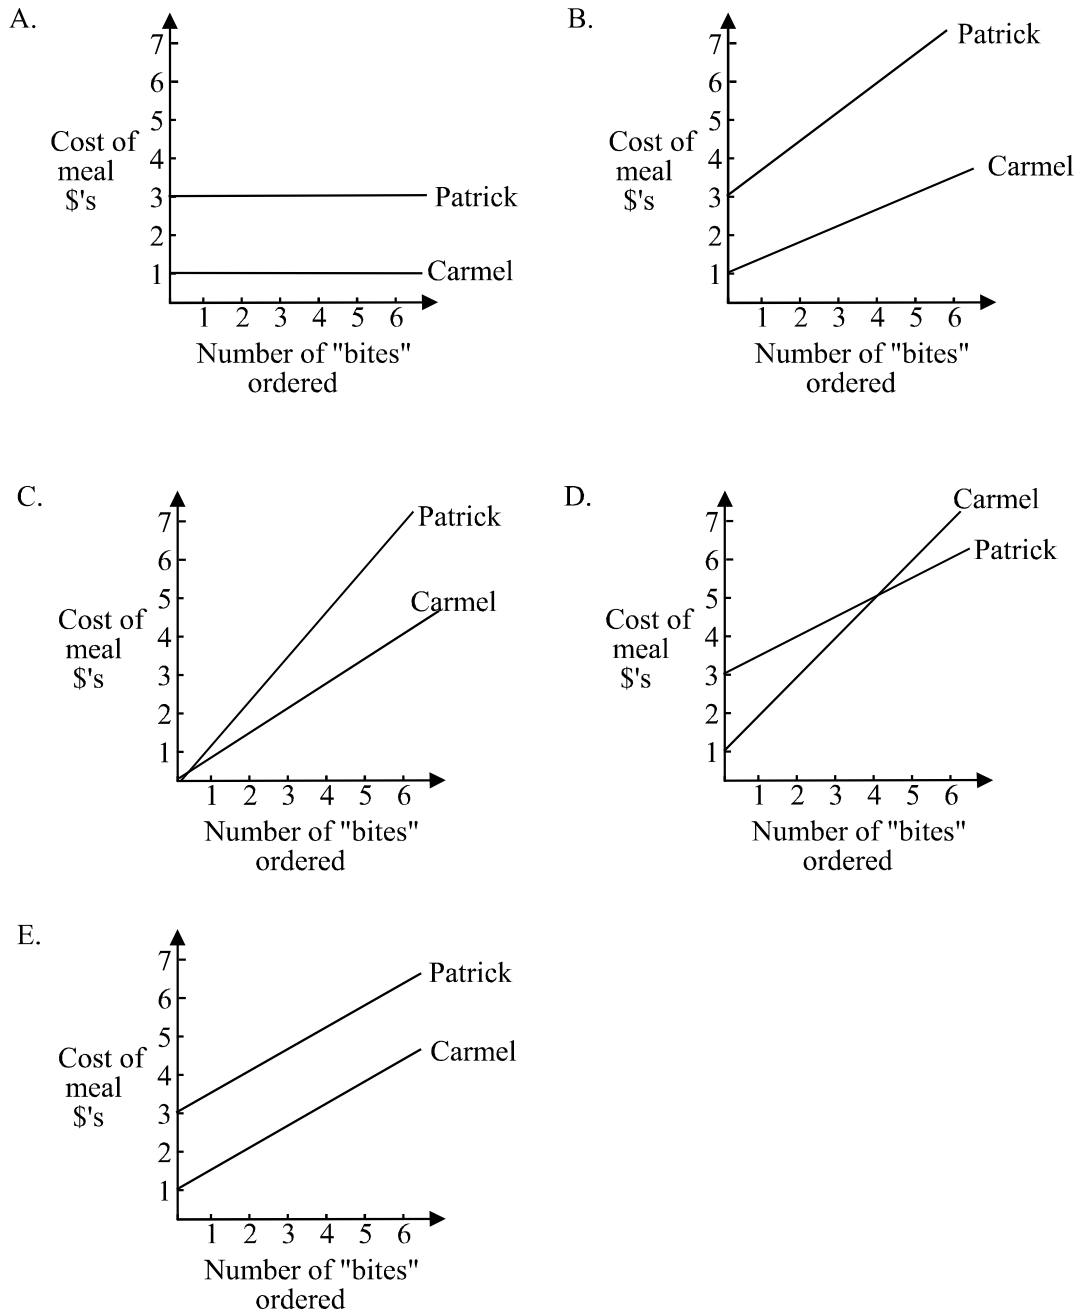 A.
7
6
5
4
3
2
1
Cost of
meal
$'s
Patrick
Carmel
1 2 3 4 5 6
Number of "bites"
ordered
B.
7
6
5
4
3
2
1
Cost of
meal
$'s
Patrick
Carmel
1 2 3 4 5 6
Number of "bites"
ordered
C.
7
6
5
4
3
2
1
Cost of
meal
$'s
Patrick
Carmel
1 2 3 4 5 6
Number of "bites"
ordered
D.
7
6
5
4
3
2
1
Cost of
meal
$'s
Carmel
Patrick
1 2 3 4 5 6
Number of "bites"
ordered
E.
7
6
5
4
3
2
1
Cost of
meal
$'s
Patrick
Carmel
1 2 3 4 5 6
Number of "bites"
ordered